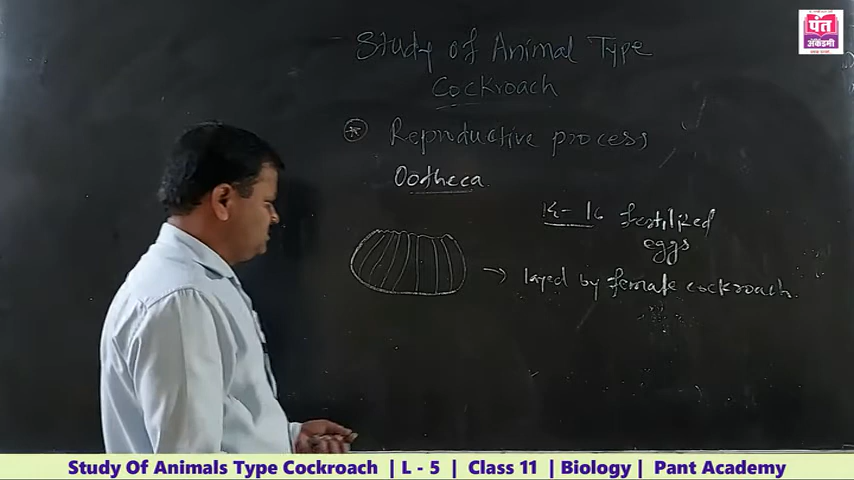 पंत
अॅकॅडमी
Study of Animal Type
Cockroach
Reproductive process
Ootheca
14-16 fertilized
eggs
layed by female cockroach.
Study Of Animals Type Cockroach | L - 5 | Class 11 | Biology | Pant Academy